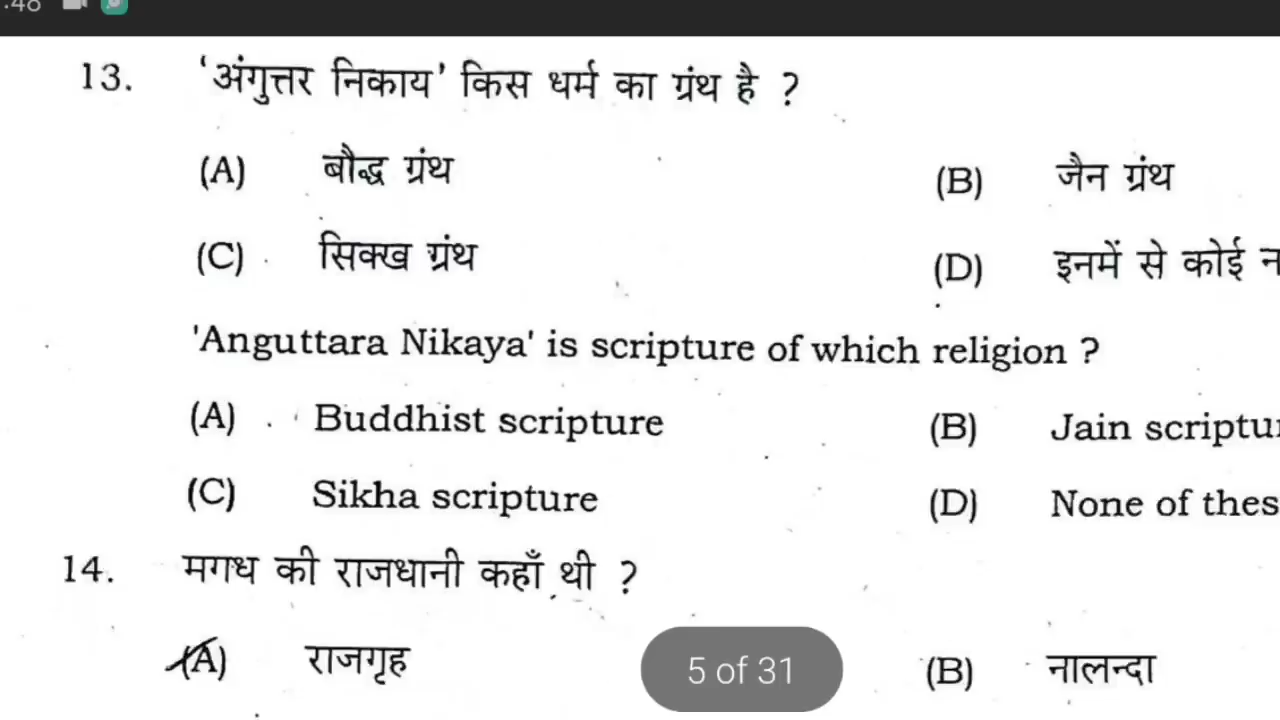 :48
13. 'अंगुत्तर निकाय' किस धर्म का ग्रंथ है ?
(A) बौद्ध ग्रंथ (B) जैन ग्रंथ
(C) सिक्ख ग्रंथ (D) इनमें से कोई
'Anguttara Nikaya' is scripture of which religion ?
(A) Buddhist scripture (B) Jain scriptu
(C) Sikha scripture (D) None of thes
14. मगध की राजधानी कहाँ थी ?
(A) राजगृह (B) नालन्दा
5 of 31